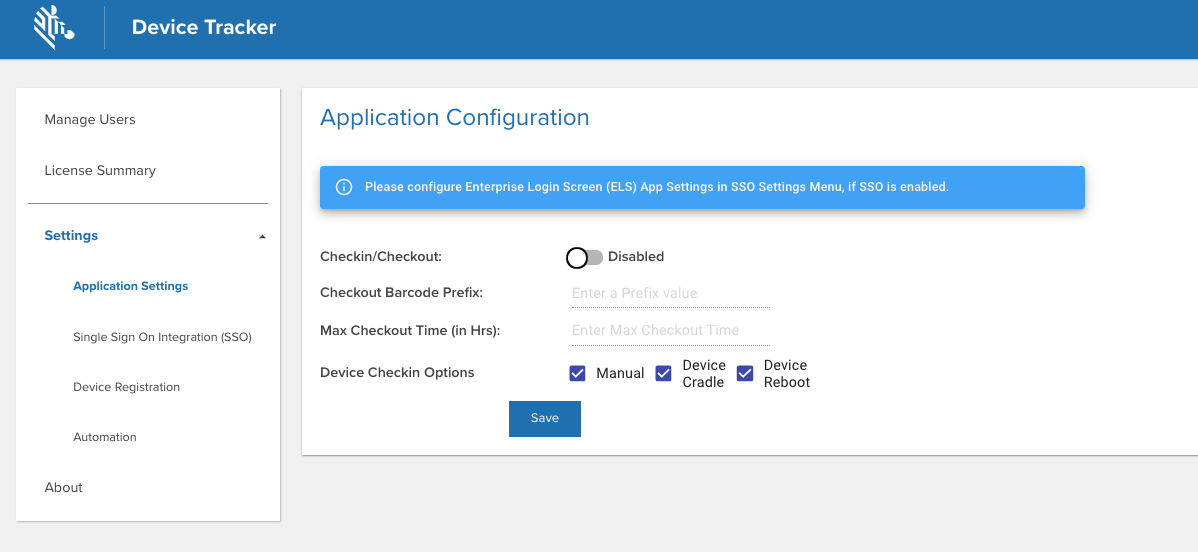 Device Tracker
Manage Users
License Summary
Settings
Application Settings
Single Sign On Integration (SSO)
Device Registration
Automation
About
Application Configuration
Please configure Enterprise Login Screen (ELS) App Settings in SSO Settings Menu, if SSO is enabled.
Checkin/Checkout: Disabled
Checkout Barcode Prefix: Enter a Prefix value
Max Checkout Time (in Hrs): Enter Max Checkout Time
Device Checkin Options Manual Device Cradle Device Reboot
Save